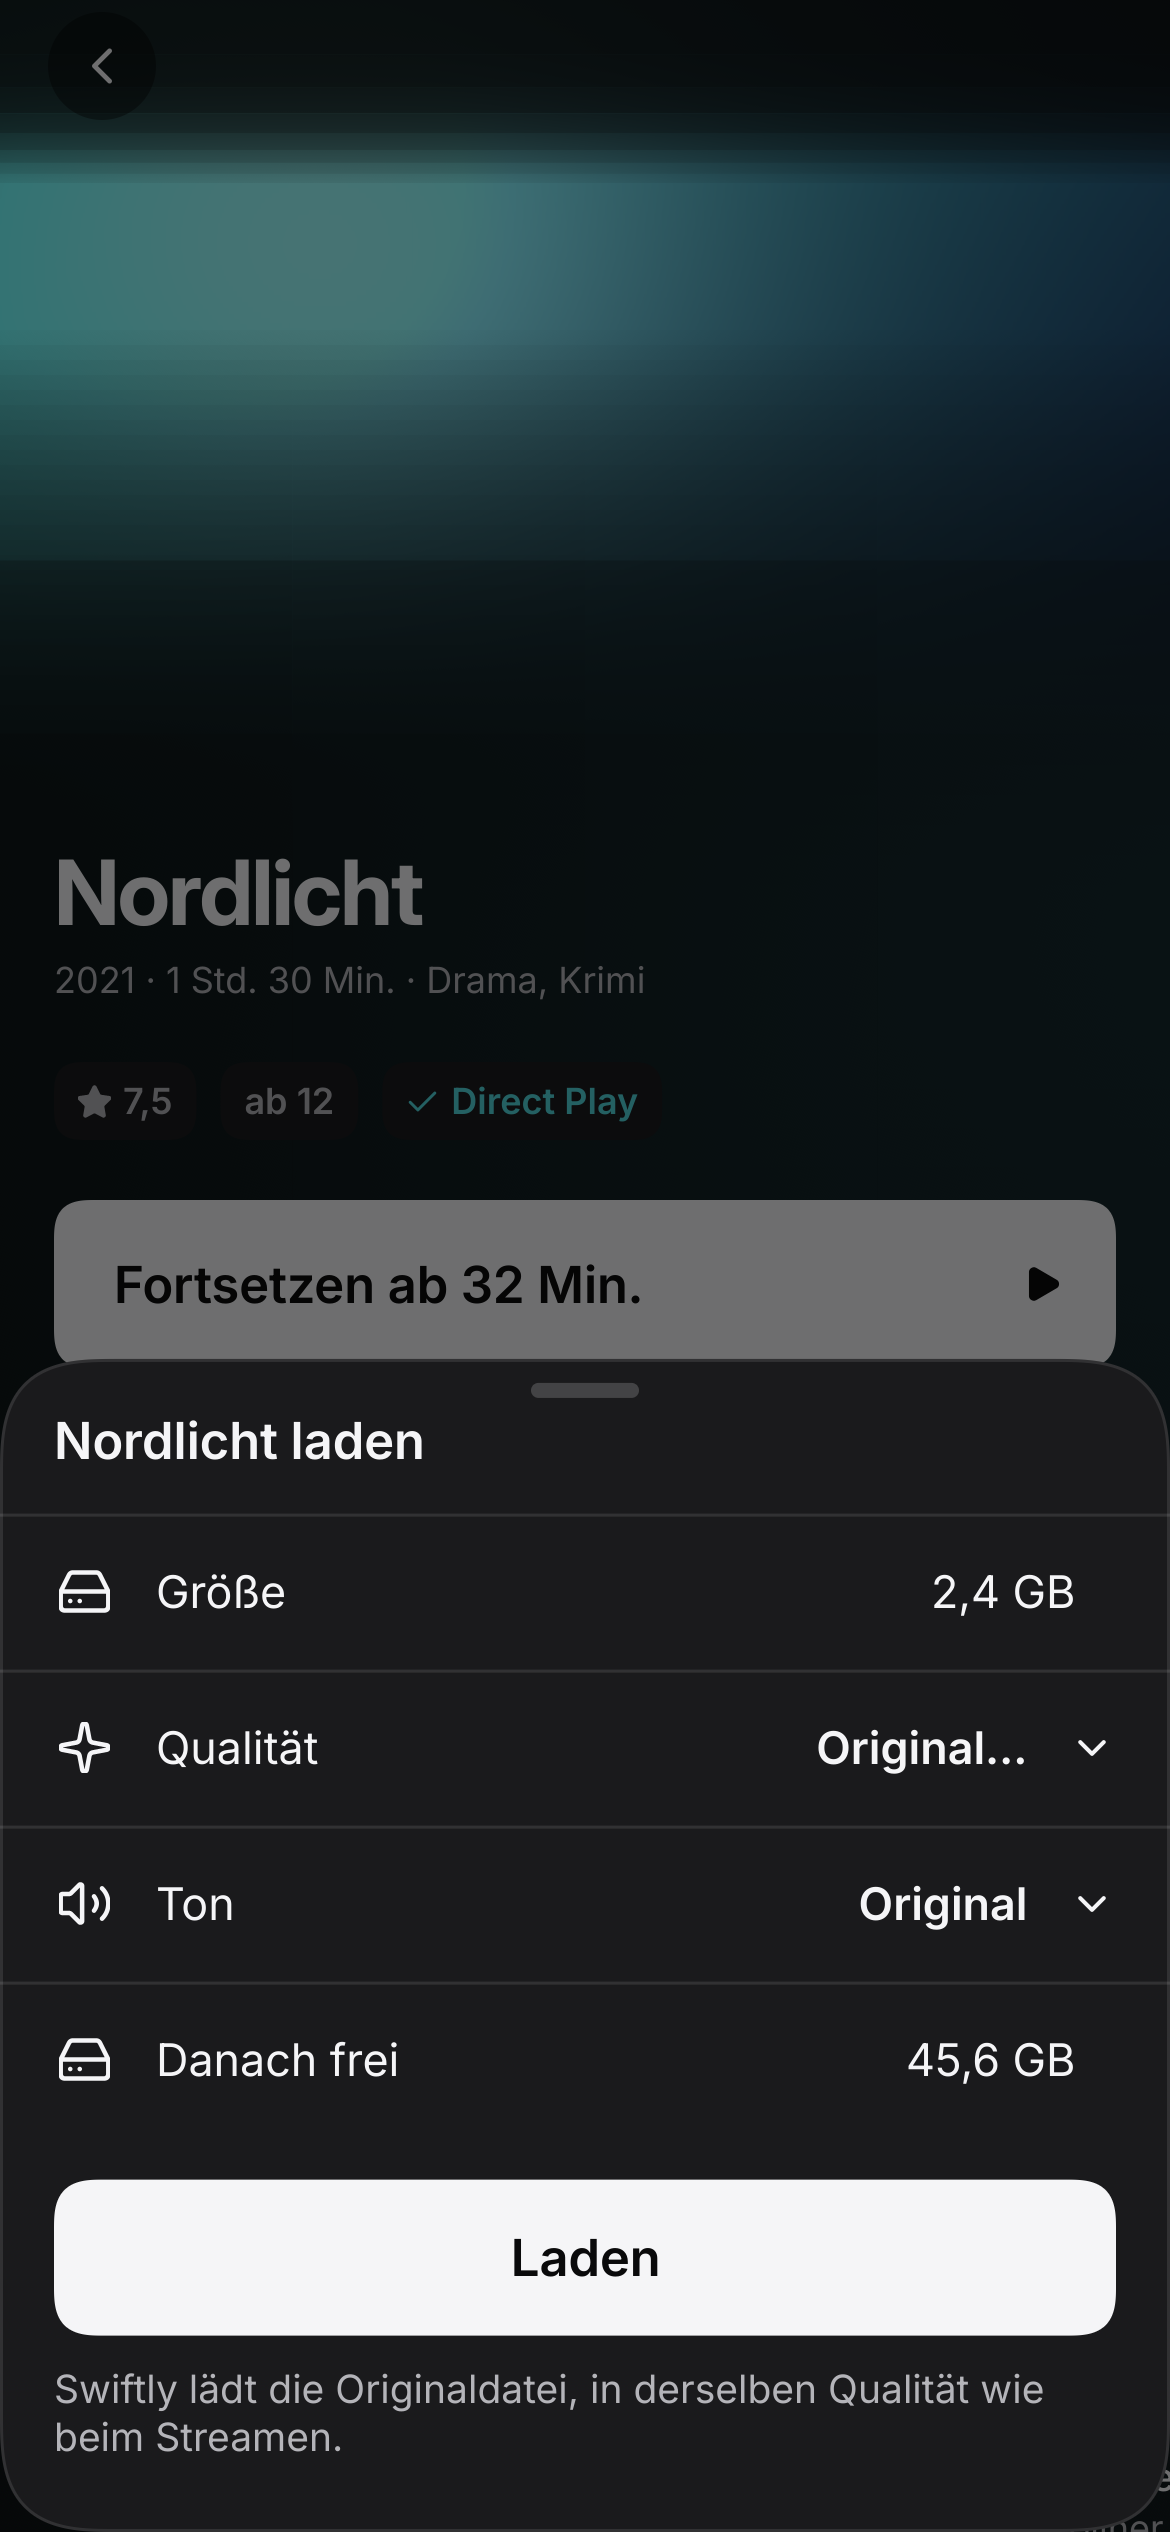 Nordlicht
2021 · 1 Std. 30 Min. · Drama, Krimi
7,5
ab 12
Direct Play
Fortsetzen ab 32 Min.
Nordlicht laden
Größe
2,4 GB
Qualität
Original...
Ton
Original
Danach frei
45,6 GB
Laden
Swiftly lädt die Originaldatei, in derselben Qualität wie
beim Streamen.